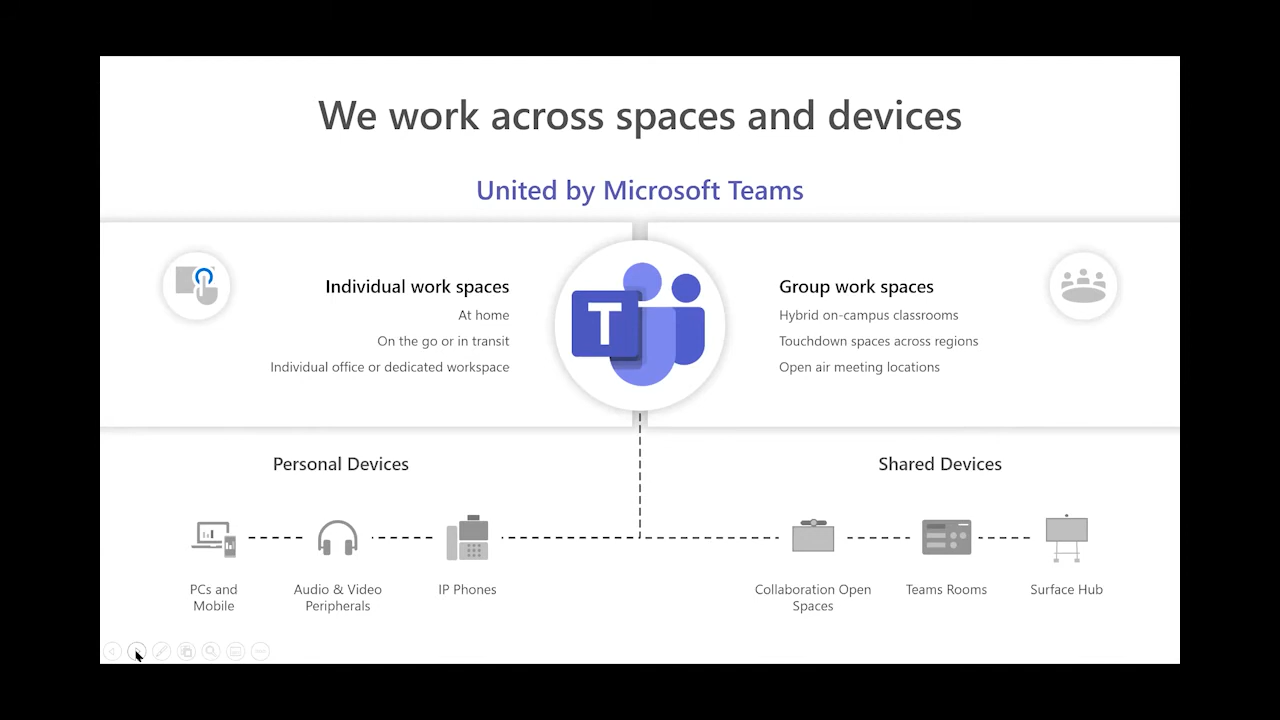 We work across spaces and devices
United by Microsoft Teams
Individual work spaces
At home
On the go or in transit
Individual office or dedicated workspace
T
Group work spaces
Hybrid on-campus classrooms
Touchdown spaces across regions
Open air meeting locations
Personal Devices
PCs and
Mobile
Audio & Video
Peripherals
IP Phones
Shared Devices
Collaboration Open
Spaces
Teams Rooms
Surface Hub